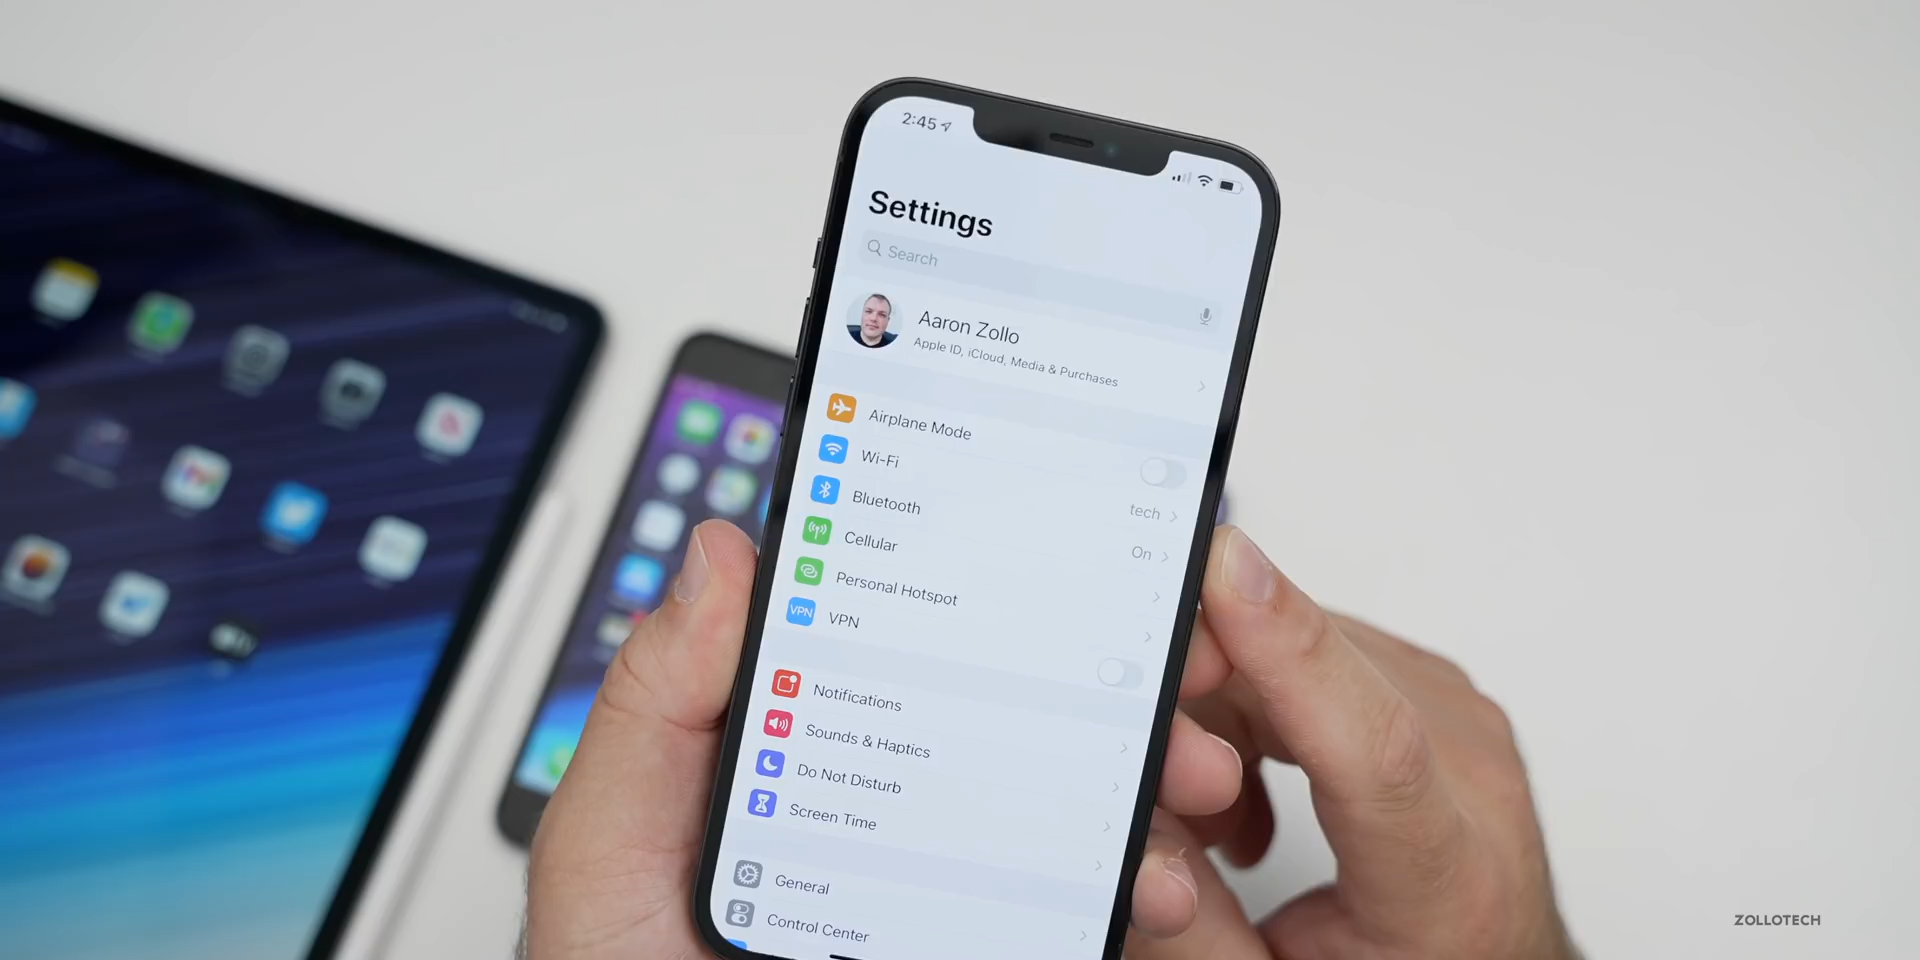 2:45
Settings
Search
Aaron Zollo
Apple ID, iCloud, Media & Purchases
Airplane Mode
Wi-Fi
tech
Bluetooth
On
Cellular
Personal Hotspot
VPN
VPN
Notifications
Sounds & Haptics
Do Not Disturb
Screen Time
General
Control Center
ZOLLOTECH